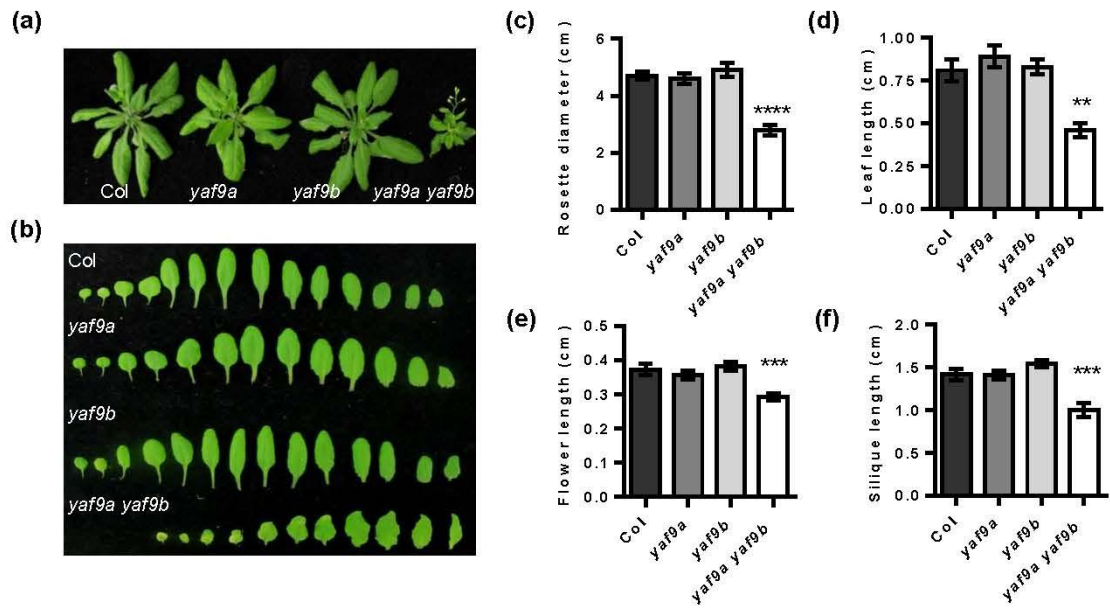 (a)
Col yaf9a yaf9b yaf9a yaf9b
(b)
Col
yaf9a
yaf9b
yaf9a yaf9b
(c)
Rosette diameter (cm)
6
4
2
0
****
Col yaf9a yaf9b yaf9a yaf9b
(d)
Leaf length (cm)
1.00
0.75
0.50
0.25
0.00
**
Col yaf9a yaf9b yaf9a yaf9b
(e)
Flower length (cm)
0.5
0.4
0.3
0.2
0.1
0.0
***
Col yaf9a yaf9b yaf9a yaf9b
(f)
Silique length (cm)
2.0
1.5
1.0
0.5
0.0
***
Col yaf9a yaf9b yaf9a yaf9b